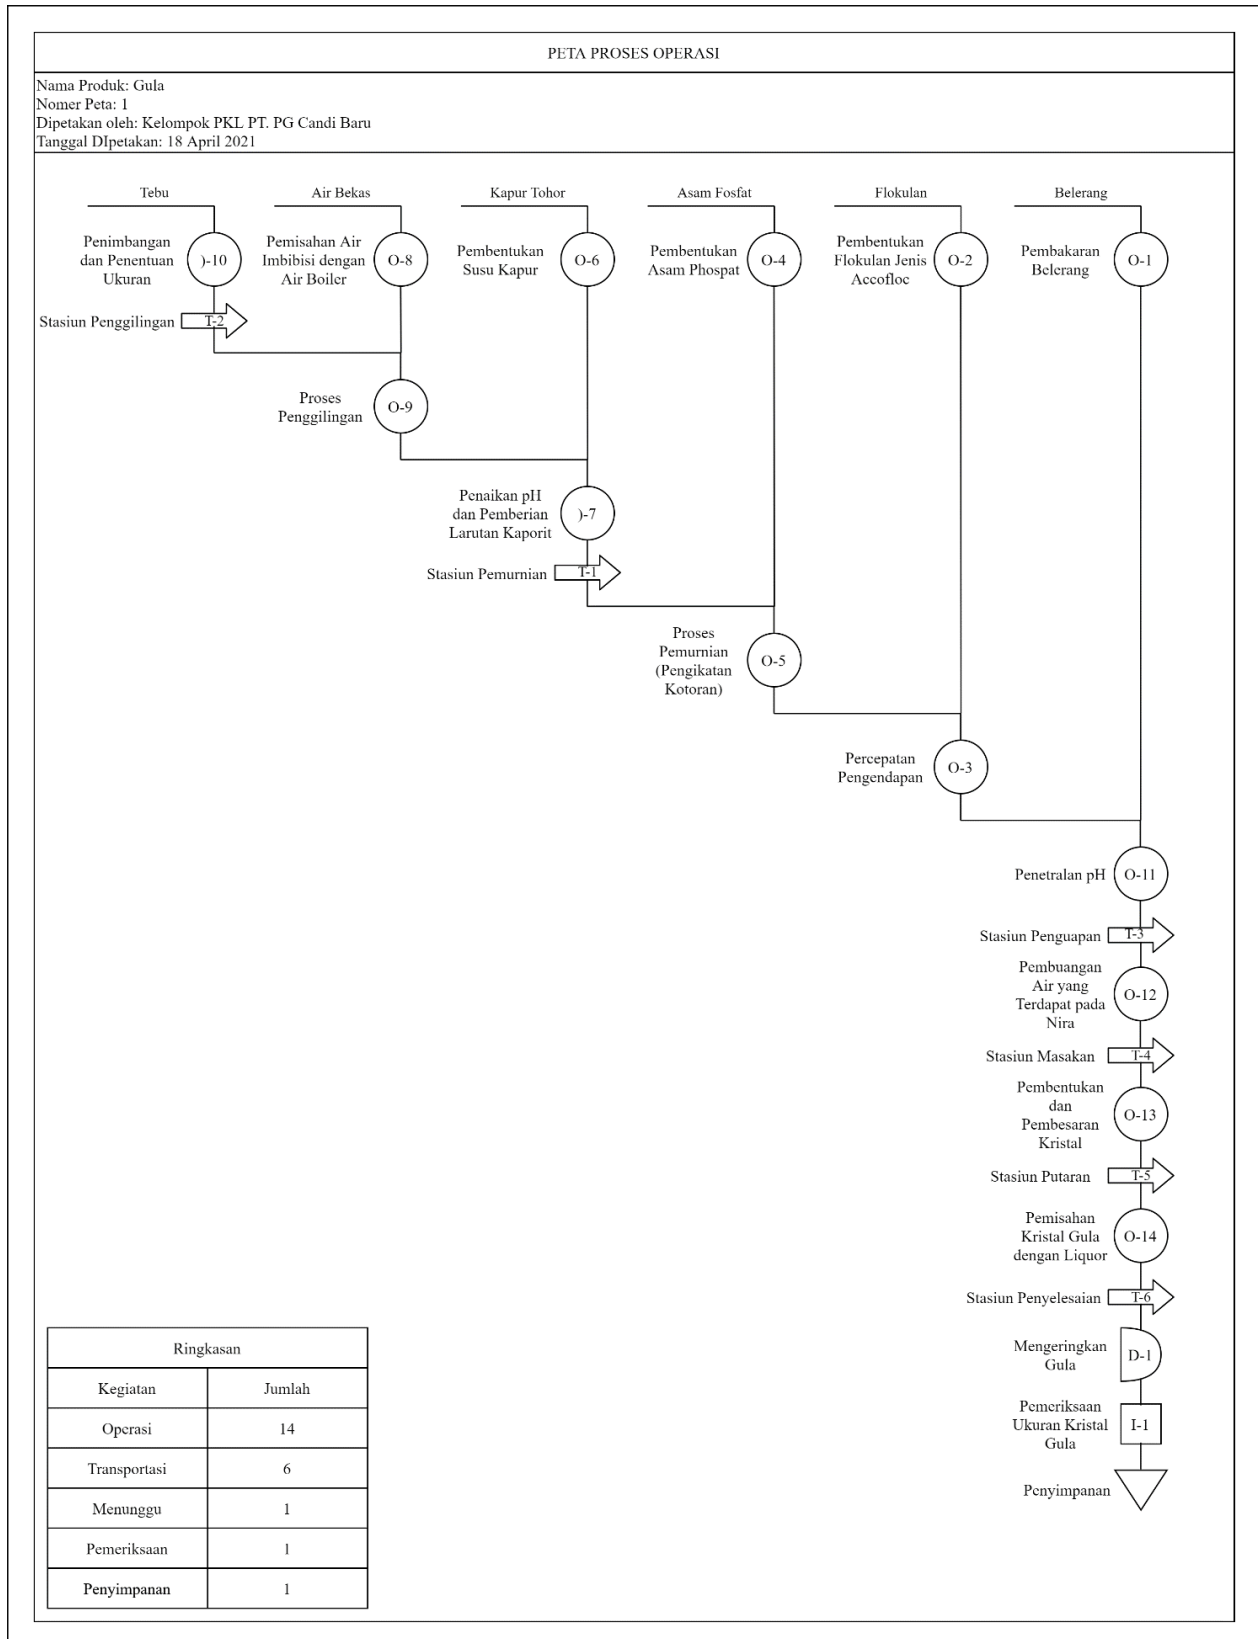 PETA PROSES OPERASI
Nama Produk: Gula
Nomer Peta: 1
Dipetakan oleh: Kelompok PKL PT. PG Candi Baru
Tanggal DIpetakan: 18 April 2021
Tebu
Air Bekas
Kapur Tohor
Asam Fosfat
Flokulan
Belerang
Penimbangan
dan Penentuan
Ukuran
)-10
Pemisahan Air
Imbibisi dengan
Air Boiler
O-8
Pembentukan
Susu Kapur
O-6
Pembentukan
Asam Phospat
O-4
Pembentukan
Flokulan Jenis
Accofloc
O-2
Pembakaran
Belerang
O-1
Stasiun Penggilingan
T-2
Proses
Penggilingan
O-9
Penaikan pH
dan Pemberian
Larutan Kaporit
)-7
Stasiun Pemurnian
T-1
Proses
Pemurnian
(Pengikatan
Kotoran)
O-5
Percepatan
Pengendapan
O-3
Penetralan pH
O-11
Stasiun Penguapan
T-3
Pembuangan
Air yang
Terdapat pada
Nira
O-12
Stasiun Masakan
T-4
Pembentukan
dan
Pembesaran
Kristal
O-13
Stasiun Putaran
T-5
Pemisahan
Kristal Gula
dengan Liquor
O-14
Stasiun Penyelesaian
T-6
Mengeringkan
Gula
D-1
Pemeriksaan
Ukuran Kristal
Gula
I-1
Penyimpanan
Ringkasan
Kegiatan Jumlah
Operasi 14
Transportasi 6
Menunggu 1
Pemeriksaan 1
Penyimpanan 1